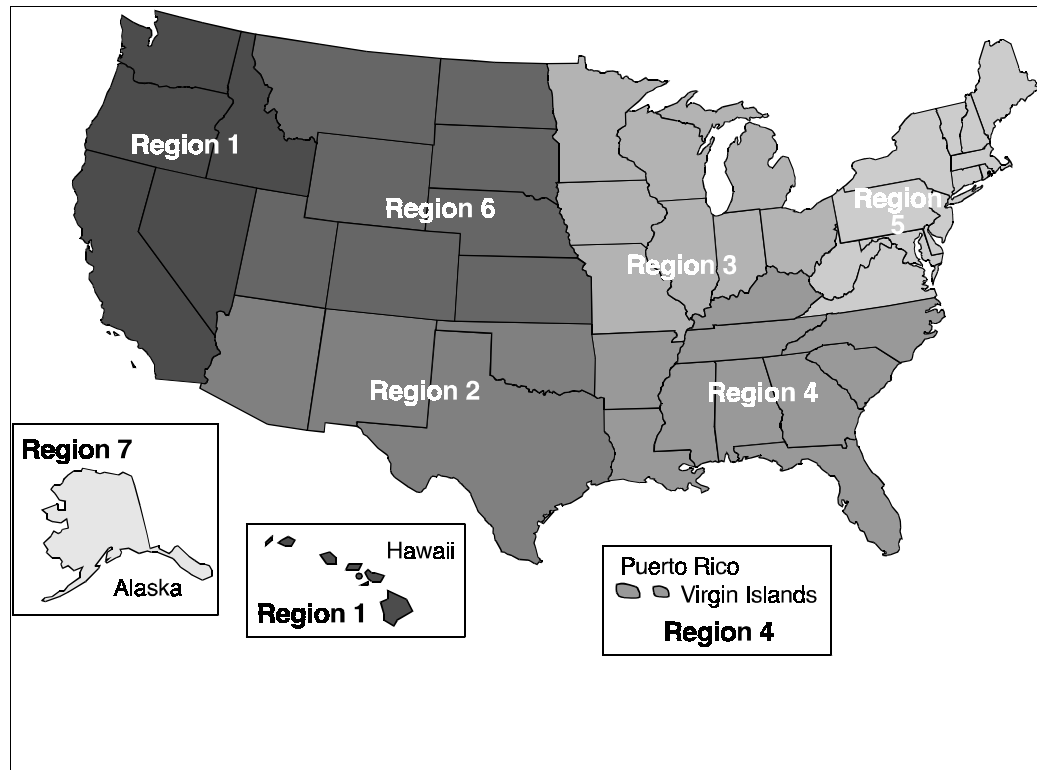 Region 1
Region 6
Region
5
Region 3
Region 2
Region 4
Region 7
Alaska
Hawaii
Region 1
Puerto Rico
Virgin Islands
Region 4